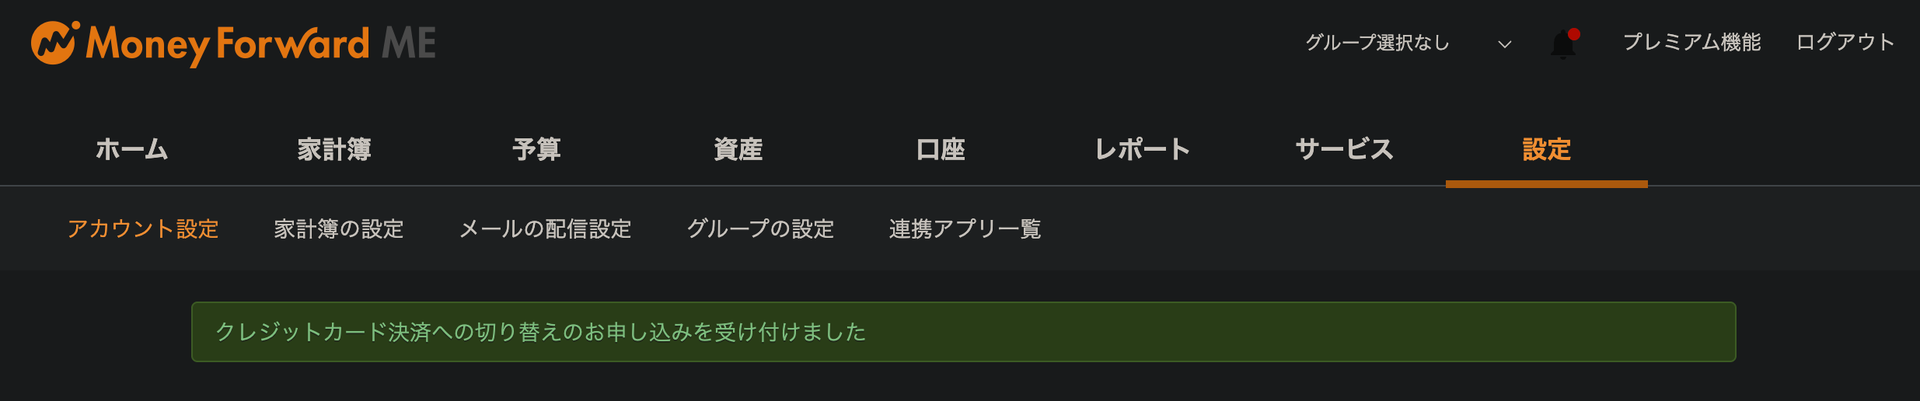 Money Forward ME
グループ選択なし
プレミアム機能
ログアウト
ホーム 家計簿 予算 資産 口座 レポート サービス 設定
アカウント設定 家計簿の設定 メールの配信設定 グループの設定 連携アプリ一覧
クレジットカード決済への切り替えのお申し込みを受け付けました